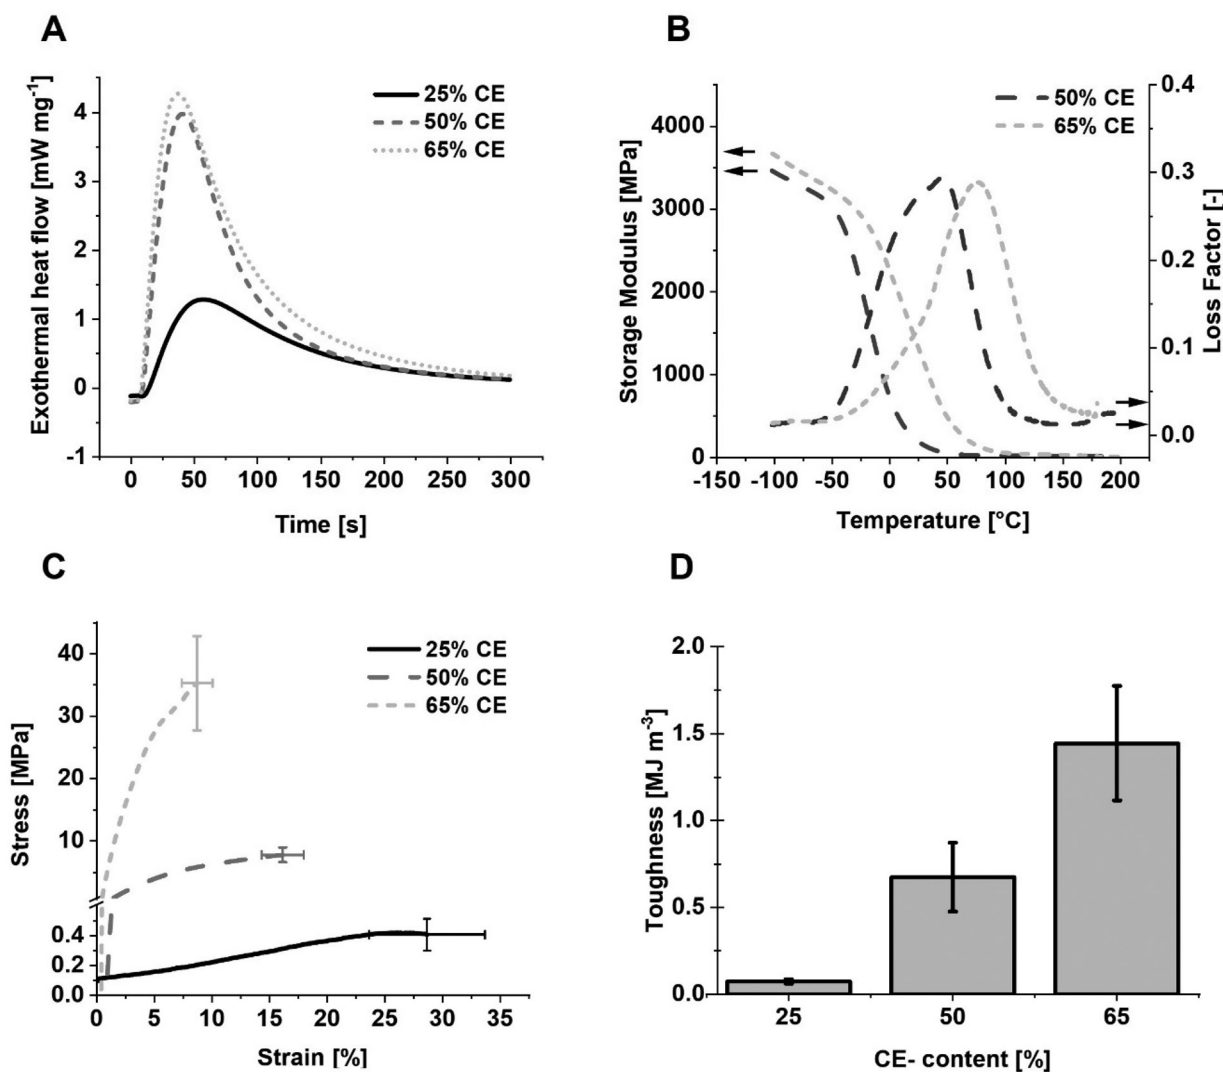 A
Exothermal heat flow [mW mg-1]
4
3
2
1
0
-1
25% CE
50% CE
65% CE
0 50 100 150 200 250 300
Time [s]
B
Storage Modulus [MPa]
4000
3000
2000
1000
0
50% CE
65% CE
0.4
0.3
0.2
0.1
0.0
Loss Factor [-]
-150 -100 -50 0 50 100 150 200
Temperature [°C]
C
Stress [MPa]
40
30
20
10
0.4
0.2
0.0
25% CE
50% CE
65% CE
0 5 10 15 20 25 30 35
Strain [%]
D
Toughness [MJ m-3]
2.0
1.5
1.0
0.5
0.0
25 50 65
CE- content [%]